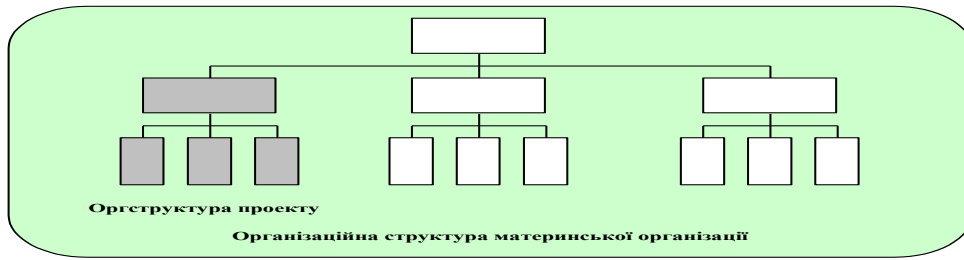 Оргструктура проекту
Організаційна структура материнської організації